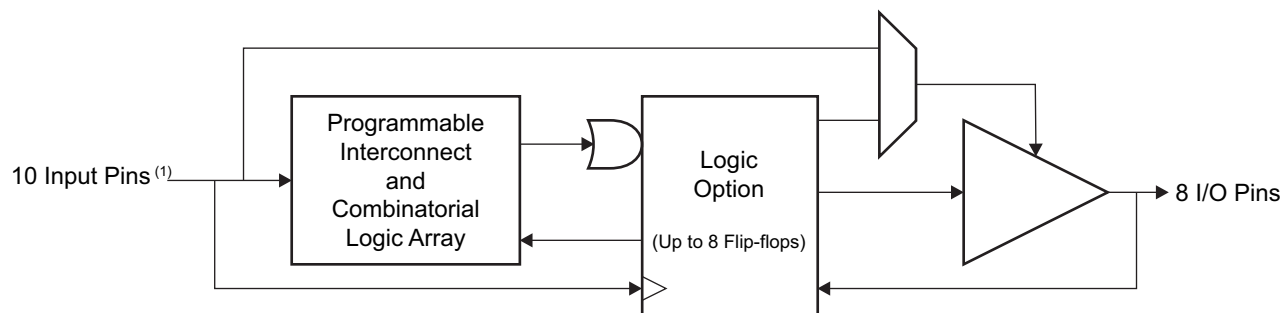 10 Input Pins (1)
Programmable
Interconnect
and
Combinatorial
Logic Array
Logic
Option
(Up to 8 Flip-flops)
8 I/O Pins